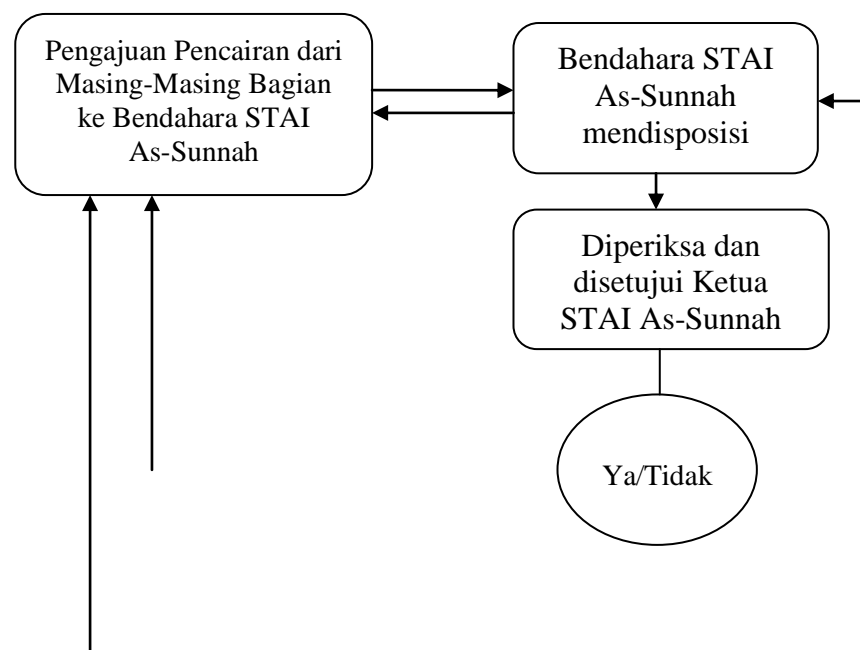 Pengajuan Pencairan dari
Masing-Masing Bagian
ke Bendahara STAI
As-Sunnah
Bendahara STAI
As-Sunnah
mendisposisi
Diperiksa dan
disetujui Ketua
STAI As-Sunnah
Ya/Tidak